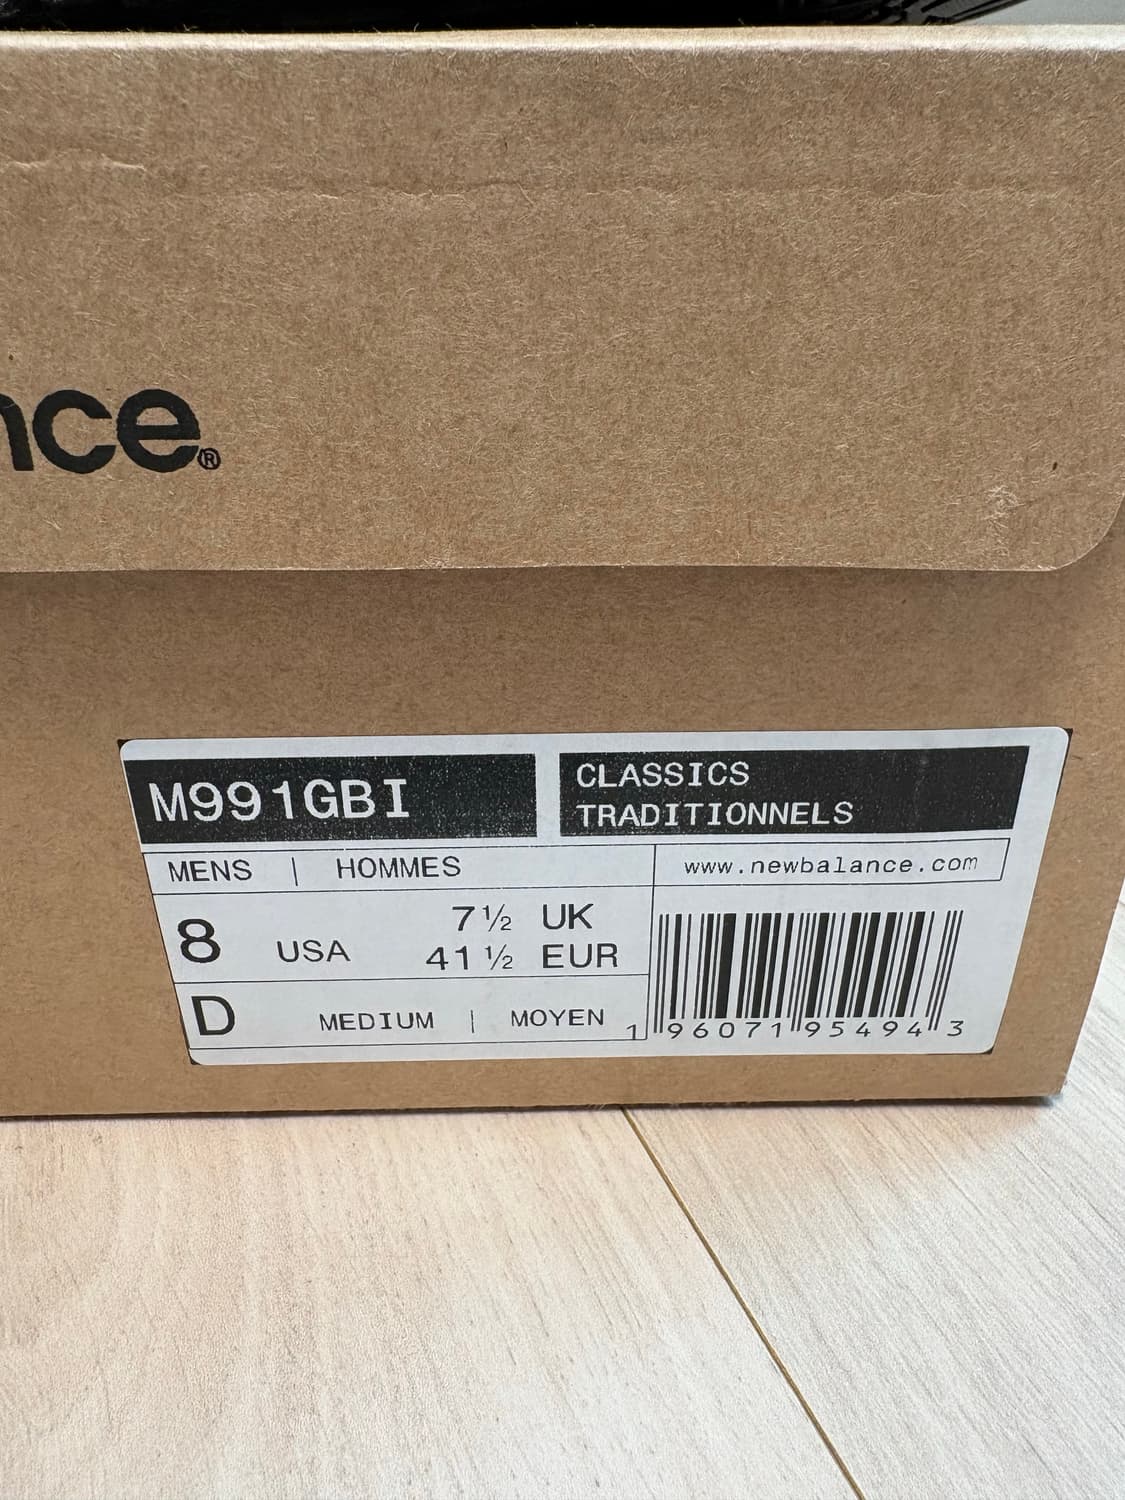 nce®
M991GBI
CLASSICS
TRADITIONNELS
MENS | HOMMES
www.newbalance.com
8 USA
7½ UK
41½ EUR
D MEDIUM | MOYEN
1 96071 95494 3